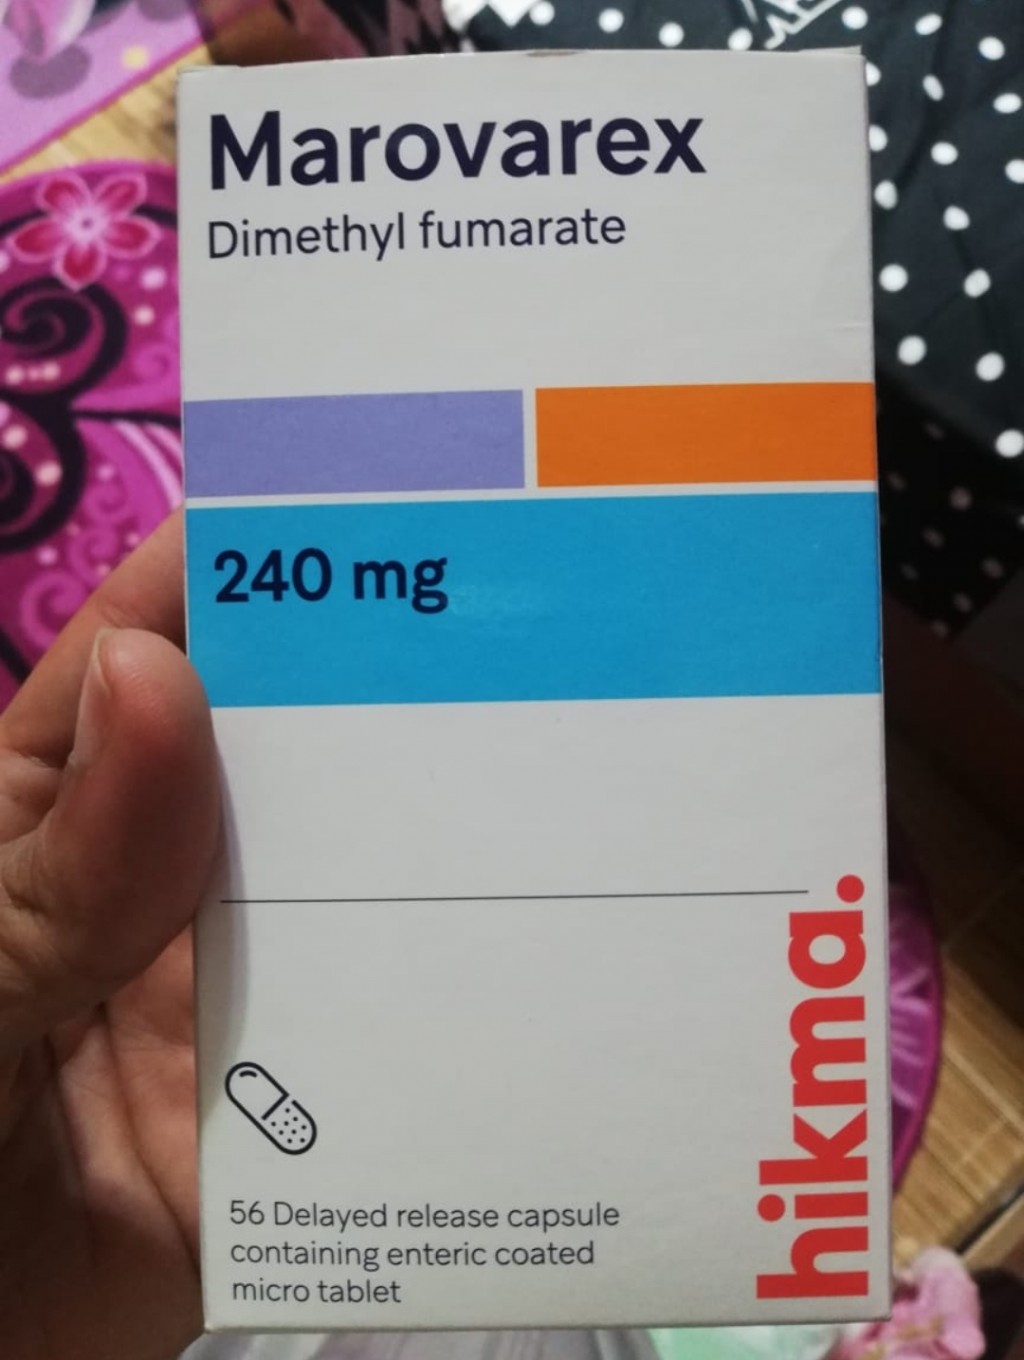 Marovarex
Dimethyl fumarate
240 mg
56 Delayed release capsule
containing enteric coated
micro tablet
hikma.